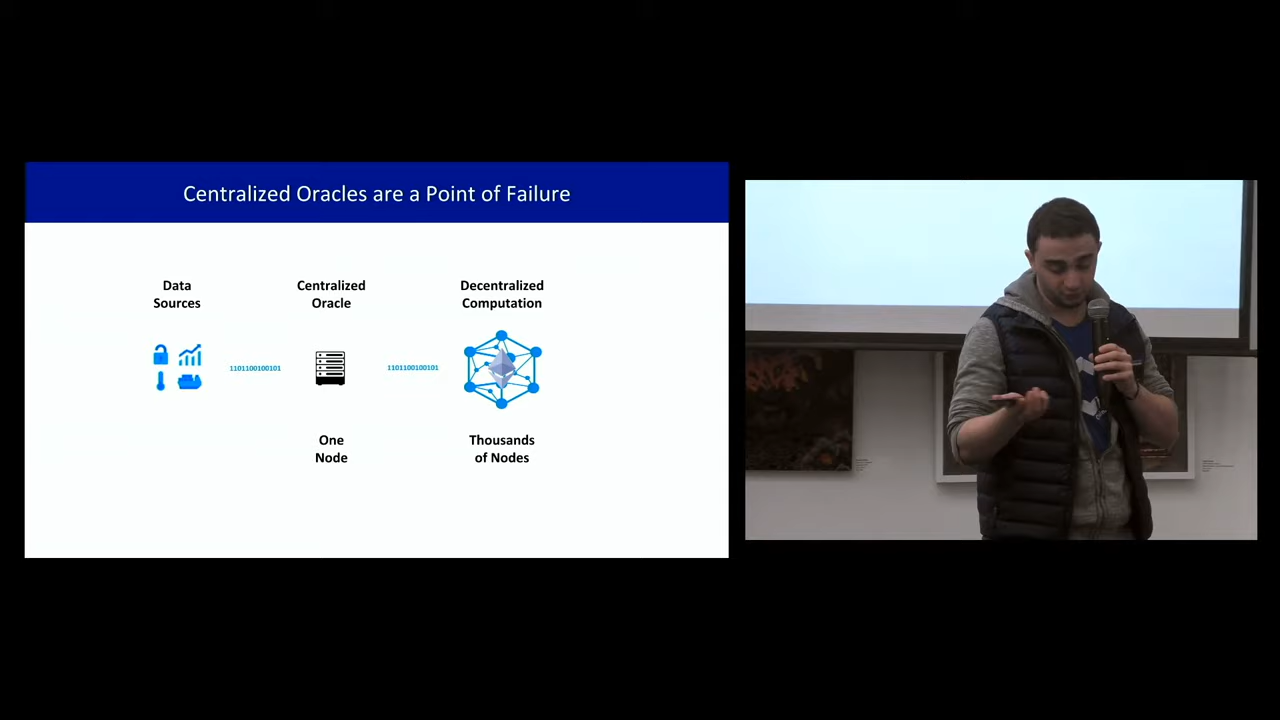 Centralized Oracles are a Point of Failure
Data
Sources
Centralized
Oracle
Decentralized
Computation
1101100100101
1101100100101
One
Node
Thousands
of Nodes